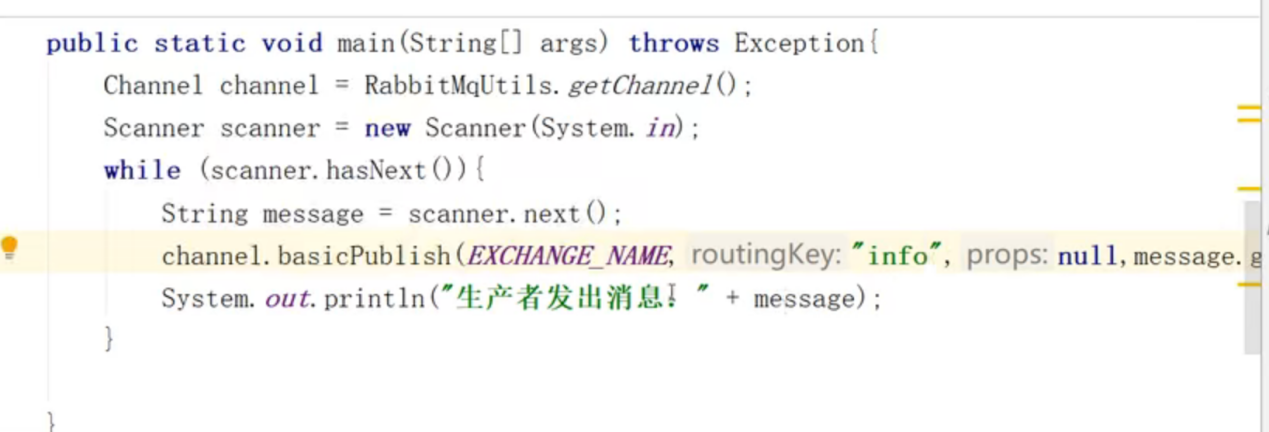 public static void main(String[] args) throws Exception{
Channel channel = RabbitMqUtils.getChannel();
Scanner scanner = new Scanner(System.in);
while (scanner.hasNext()){
String message = scanner.next();
channel.basicPublish(EXCHANGE_NAME, routingKey: "info", props: null,message.g
System.out.println("生产者发出消息：" + message);
}
}